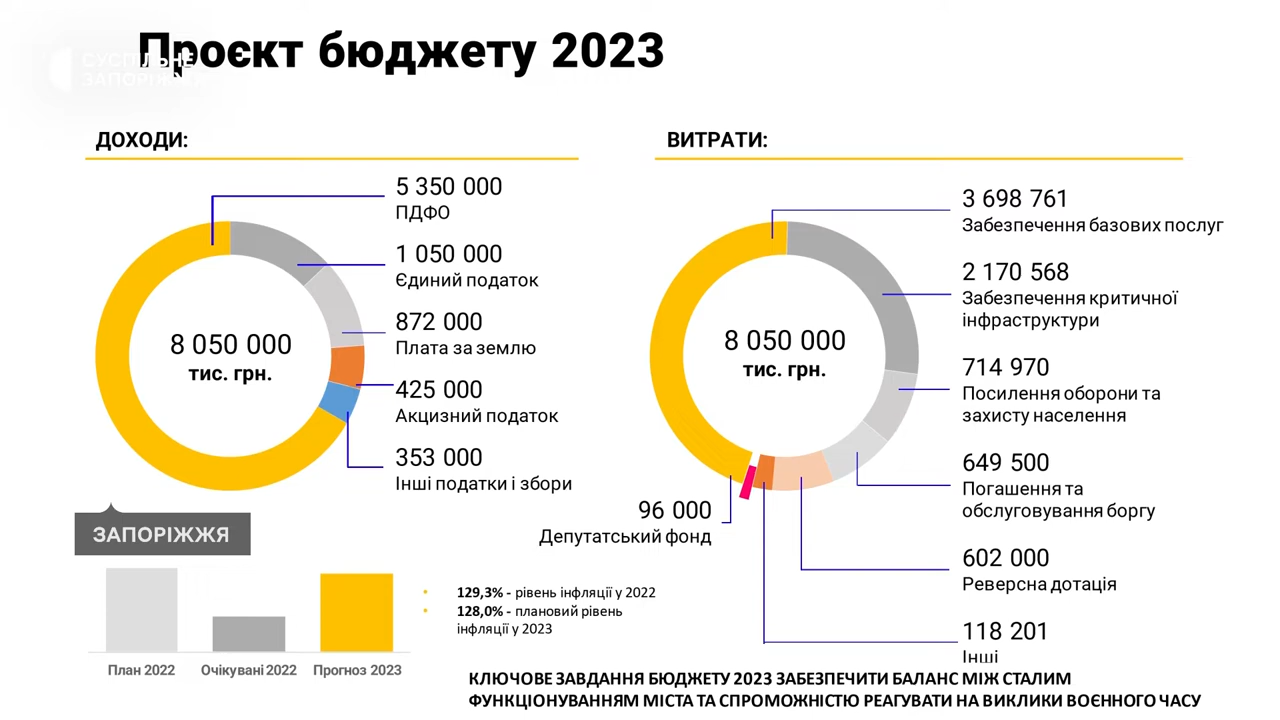 Проєкт бюджету 2023
СУСПІЛЬНЕ
ЗАПОРІЖЖЯ
ДОХОДИ:
5 350 000
ПДФО
1 050 000
Єдиний податок
872 000
Плата за землю
425 000
Акцизний податок
353 000
Інші податки і збори
8 050 000
тис. грн.
ВИТРАТИ:
3 698 761
Забезпечення базових послуг
2 170 568
Забезпечення критичної
інфраструктури
714 970
Посилення оборони та
захисту населення
649 500
Погашення та
обслуговування боргу
602 000
Реверсна дотація
118 201
Інші
8 050 000
тис. грн.
96 000
Депутатський фонд
ЗАПОРІЖЖЯ
План 2022
Очікувані 2022
Прогноз 2023
• 129,3% - рівень інфляції у 2022
• 128,0% - плановий рівень
інфляції у 2023
КЛЮЧОВЕ ЗАВДАННЯ БЮДЖЕТУ 2023 ЗАБЕЗПЕЧИТИ БАЛАНС МІЖ СТАЛИМ
ФУНКЦІОНУВАННЯМ МІСТА ТА СПРОМОЖНІСТЮ РЕАГУВАТИ НА ВИКЛИКИ ВОЄННОГО ЧАСУ